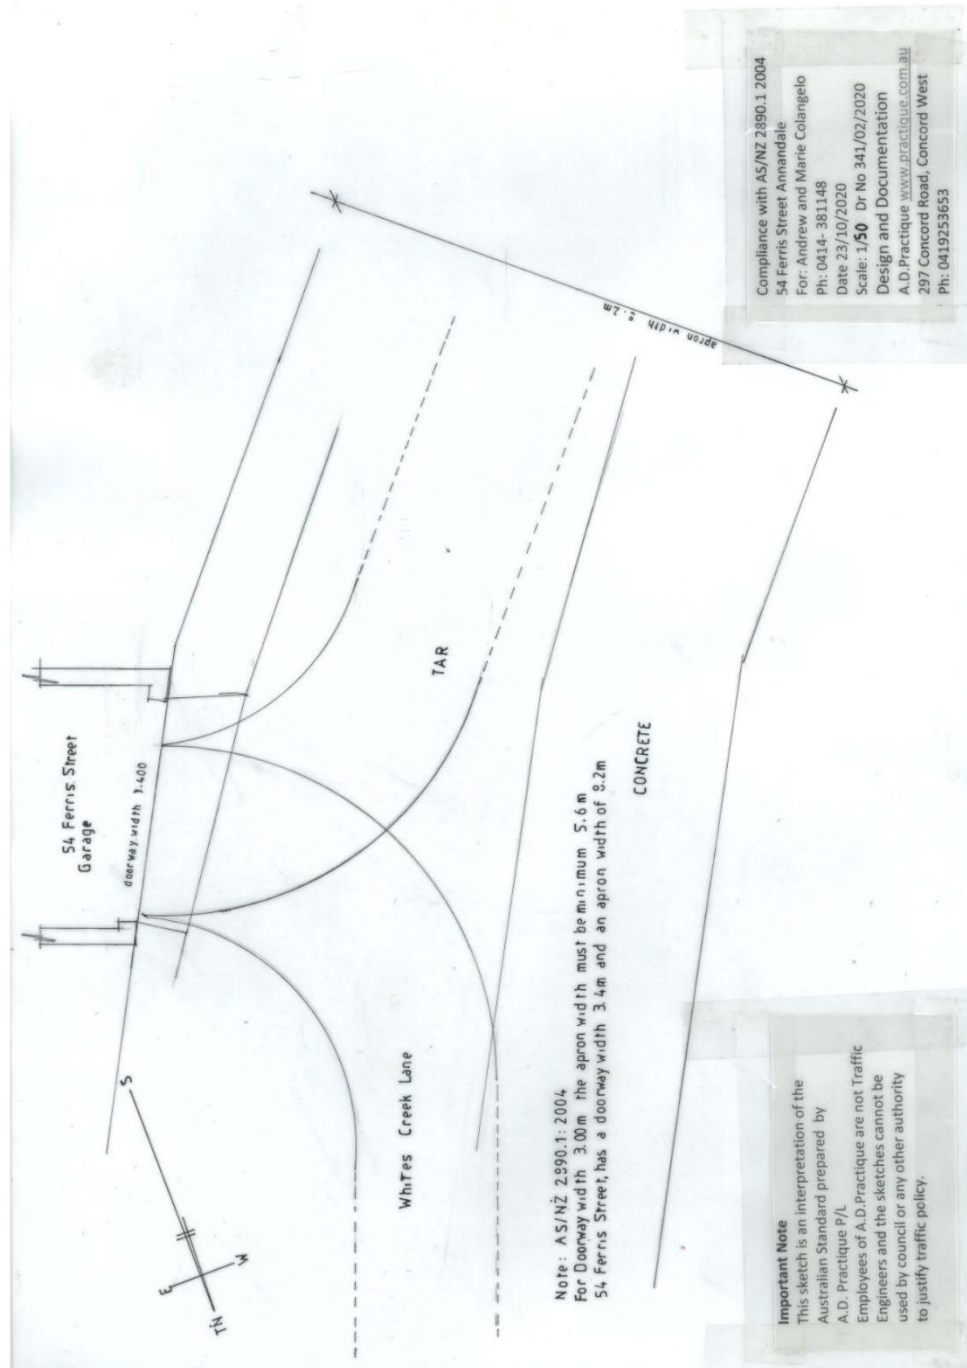 54 Ferris Street
Garage
doorway width 3.400
TAR
CONCRETE
Whites Creek Lane
apron width 8.2m
S
E
W
TN
Note: AS/NZ 2890.1:2004
For Doorway width 3.00m the apron width must be minimum 5.6m
54 Ferris Street, has a doorway width 3.4m and an apron width of 8.2m
Important Note
This sketch is an interpretation of the
Australian Standard prepared by
A.D. Practique P/L
Employees of A.D.Practique are not Traffic
Engineers and the sketches cannot be
used by council or any other authority
to justify traffic policy.
Compliance with AS/NZ 2890.1 2004
54 Ferris Street Annandale
For: Andrew and Marie Colangelo
Ph: 0414- 381148
Date 23/10/2020
Scale: 1/50 Dr No 341/02/2020
Design and Documentation
A.D.Practique www.practique.com.au
297 Concord Road, Concord West
Ph: 0419253653